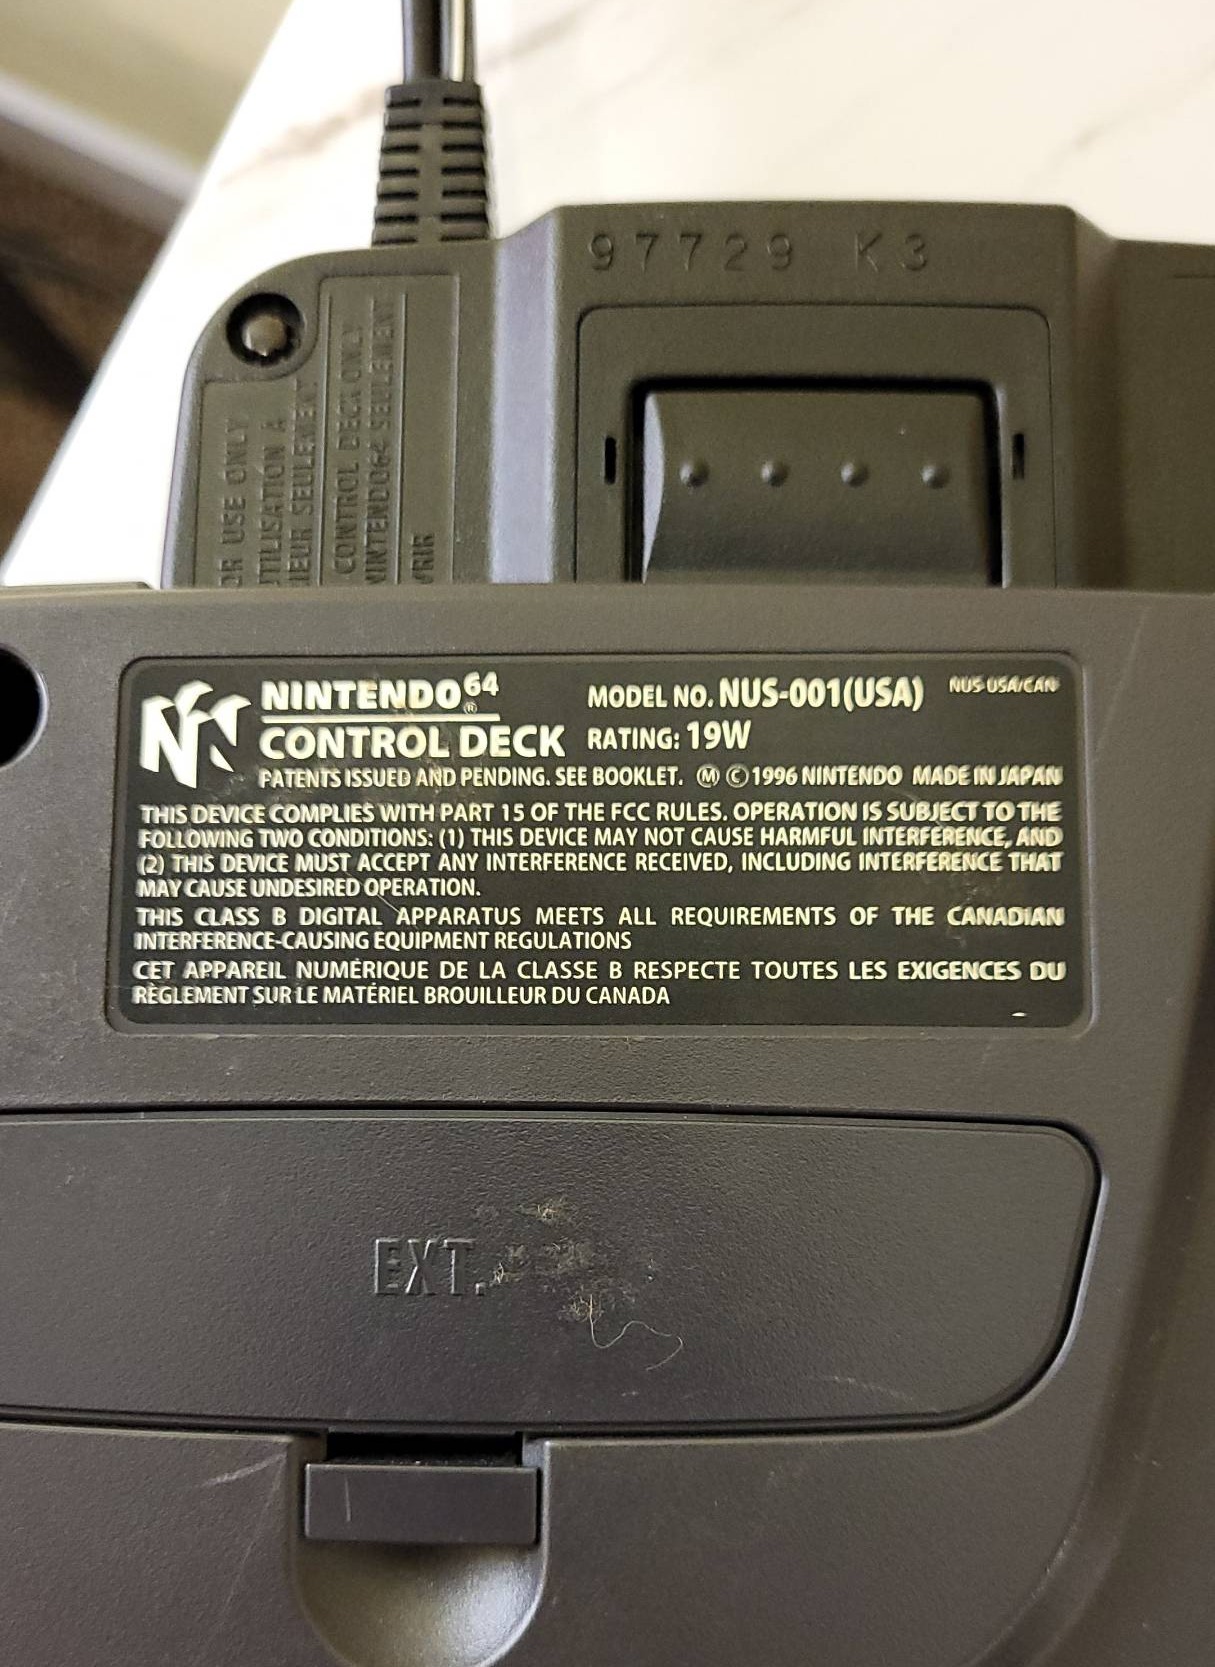 97729 K3
OR USE ONLY
UTILISATION À
RIEUR SEULEMENT
CONTROL DECK ONLY
NINTENDO64 SEULEMENT
VRIR
NINTENDO64® MODEL NO. NUS-001(USA) NUS-USA/CAN
CONTROL DECK RATING: 19W
PATENTS ISSUED AND PENDING. SEE BOOKLET. Ⓜ ©1996 NINTENDO MADE IN JAPAN
THIS DEVICE COMPLIES WITH PART 15 OF THE FCC RULES. OPERATION IS SUBJECT TO THE
FOLLOWING TWO CONDITIONS: (1) THIS DEVICE MAY NOT CAUSE HARMFUL INTERFERENCE, AND
(2) THIS DEVICE MUST ACCEPT ANY INTERFERENCE RECEIVED, INCLUDING INTERFERENCE THAT
MAY CAUSE UNDESIRED OPERATION.
THIS CLASS B DIGITAL APPARATUS MEETS ALL REQUIREMENTS OF THE CANADIAN
INTERFERENCE-CAUSING EQUIPMENT REGULATIONS
CET APPAREIL NUMÉRIQUE DE LA CLASSE B RESPECTE TOUTES LES EXIGENCES DU
RÈGLEMENT SUR LE MATÉRIEL BROUILLEUR DU CANADA
EXT.